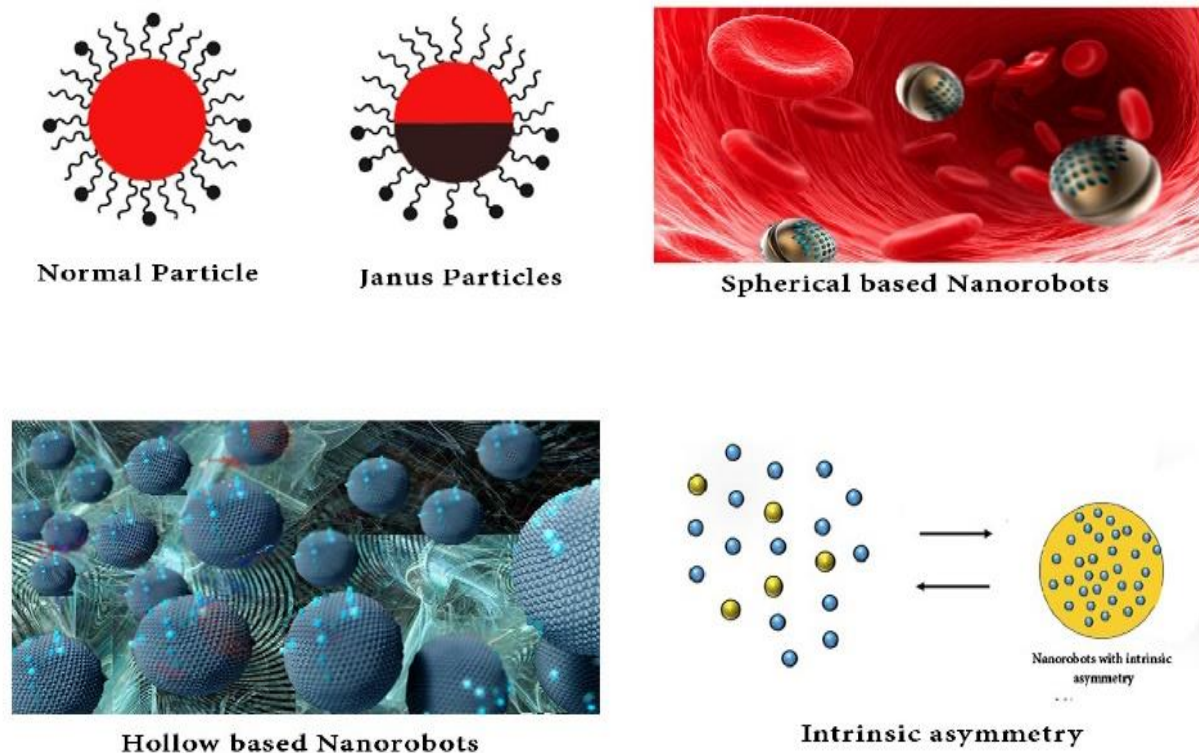 Normal Particle
Janus Particles
Spherical based Nanorobots
Hollow based Nanorobots
Nanorobots with intrinsic
asymmetry
Intrinsic asymmetry